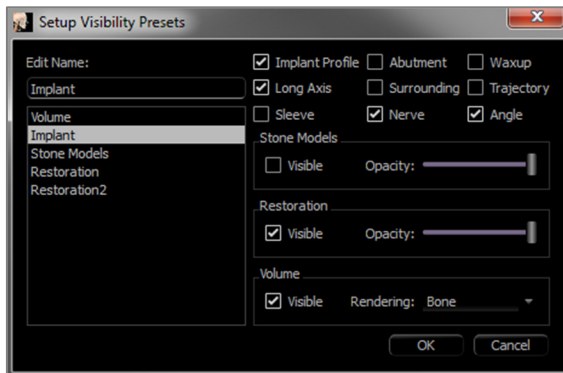 Setup Visibility Presets
Edit Name:
Implant
Volume
Implant
Stone Models
Restoration
Restoration2
Implant Profile Abutment Waxup
Long Axis Surrounding Trajectory
Sleeve Nerve Angle
Stone Models
Visible Opacity:
Restoration
Visible Opacity:
Volume
Visible Rendering: Bone
OK Cancel